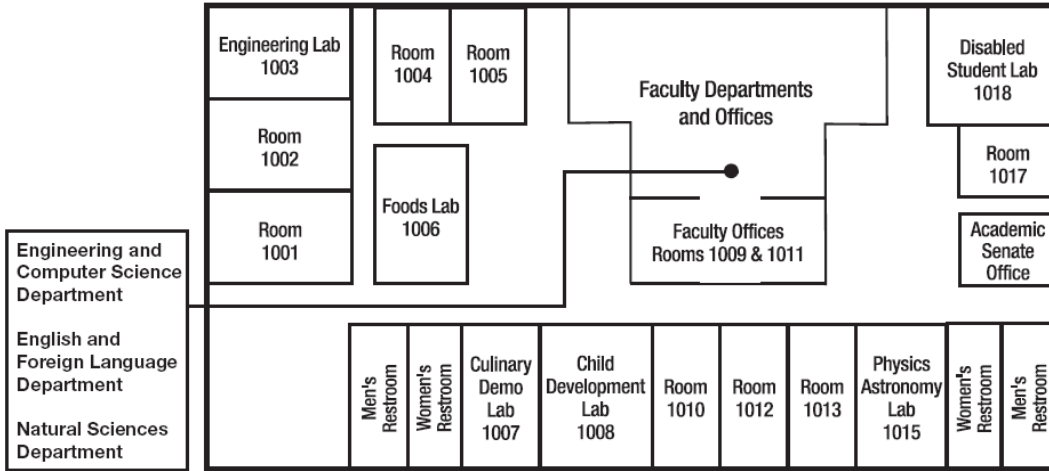 Engineering Lab
1003
Room
1004
Room
1005
Faculty Departments
and Offices
Disabled
Student Lab
1018
Room
1002
Room
1017
Foods Lab
1006
Room
1001
Faculty Offices
Rooms 1009 & 1011
Academic
Senate
Office
Engineering and
Computer Science
Department
English and
Foreign Language
Department
Natural Sciences
Department
Men's
Restroom
Women's
Restroom
Culinary
Demo
Lab
1007
Child
Development
Lab
1008
Room
1010
Room
1012
Room
1013
Physics
Astronomy
Lab
1015
Women's
Restroom
Men's
Restroom